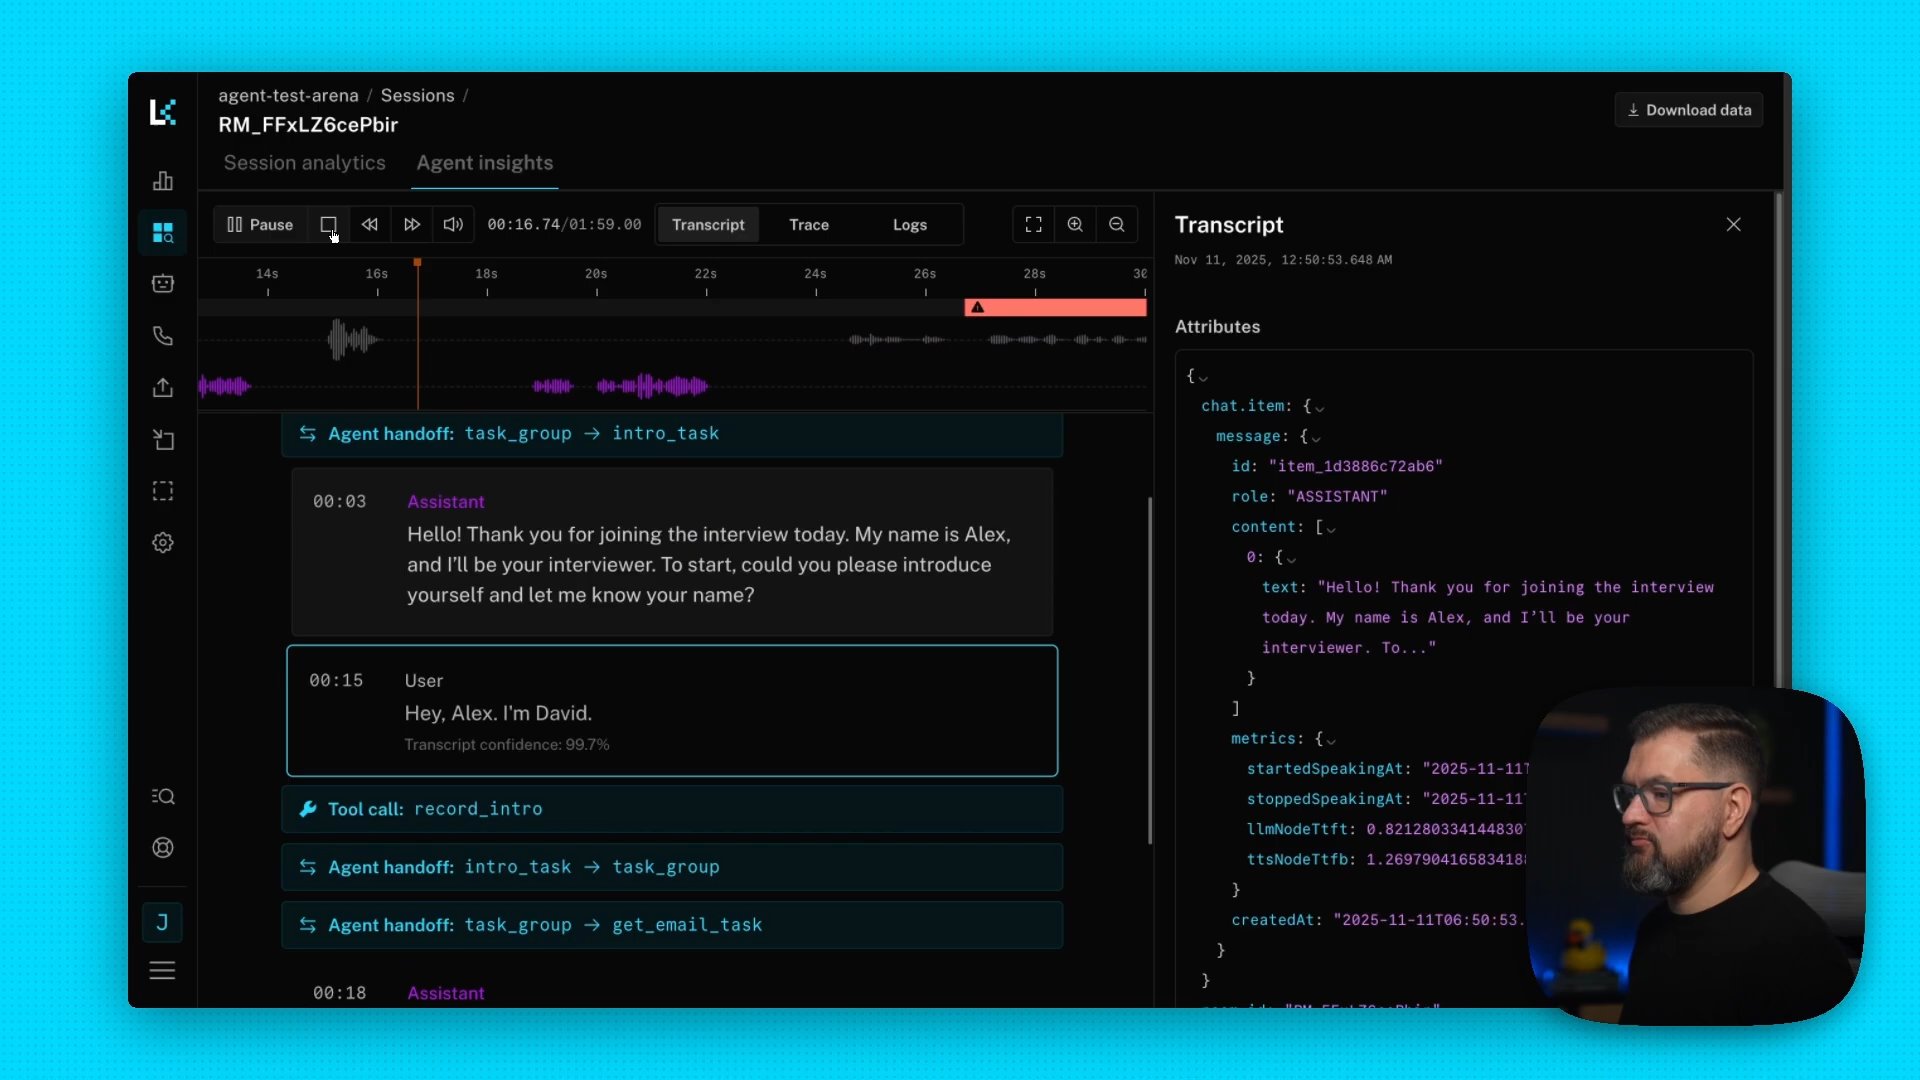 agent-test-arena / Sessions /
RM_FFxLZ6cePbir
Download data
Session analytics
Agent insights
Pause
00:16.74/01:59.00
Transcript
Trace
Logs
14s
16s
18s
20s
22s
24s
26s
28s
30
Agent handoff: task_group → intro_task
00:03
Assistant
Hello! Thank you for joining the interview today. My name is Alex,
and I'll be your interviewer. To start, could you please introduce
yourself and let me know your name?
00:15
User
Hey, Alex. I'm David.
Transcript confidence: 99.7%
Tool call: record_intro
Agent handoff: intro_task → task_group
Agent handoff: task_group → get_email_task
00:18
Assistant
J
Transcript
Nov 11, 2025, 12:50:53.648 AM
Attributes
{
chat.item: {
message: {
id: "item_1d3886c72ab6"
role: "ASSISTANT"
content: [
0: {
text: "Hello! Thank you for joining the interview
today. My name is Alex, and I'll be your
interviewer. To..."
}
]
metrics: {
startedSpeakingAt: "2025-11-11T
stoppedSpeakingAt: "2025-11-11T
llmNodeTtft: 0.8212803341448307
ttsNodeTtfb: 1.269790416583418
}
createdAt: "2025-11-11T06:50:53.
}
}